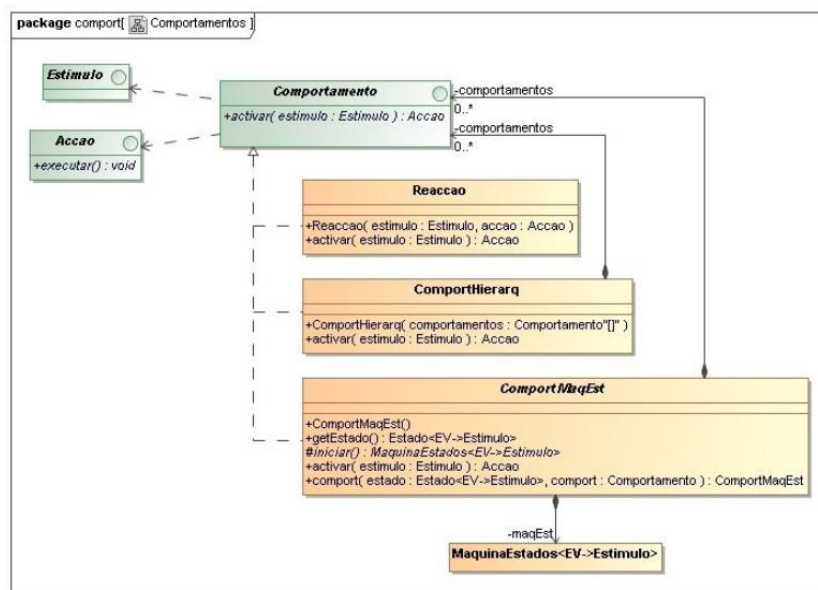 package comport[ Comportamentos ]
Estimulo
Comportamento
+activar( estimulo : Estimulo ) : Accao
-comportamentos
0..*
-comportamentos
0..*
Accao
+executar() : void
Reaccao
+Reaccao( estimulo : Estimulo, accao : Accao )
+activar( estimulo : Estimulo ) : Accao
ComportHierarq
+ComportHierarq( comportamentos : Comportamento"[]" )
+activar( estimulo : Estimulo ) : Accao
ComportMaqEst
+ComportMaqEst()
+getEstado() : Estado<EV->Estimulo>
#iniciar() : MaquinaEstados<EV->Estimulo>
+activar( estimulo : Estimulo ) : Accao
+comport( estado : Estado<EV->Estimulo>, comport : Comportamento ) : ComportMaqEst
-maqEst
MaquinaEstados<EV->Estimulo>